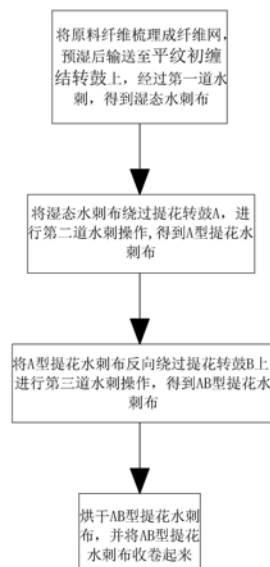 将原料纤维梳理成纤维网，
预湿后输送至平纹初缠
结转鼓上，经过第一道水
刺，得到湿态水刺布
将湿态水刺布绕过提花转鼓A，进
行第二道水刺操作,得到A型提花水
刺布
将A型提花水刺布反向绕过提花转鼓B上
进行第三道水刺操作，得到AB型提花水
刺布
烘干AB型提花水刺
布，并将AB型提花
水刺布收卷起来